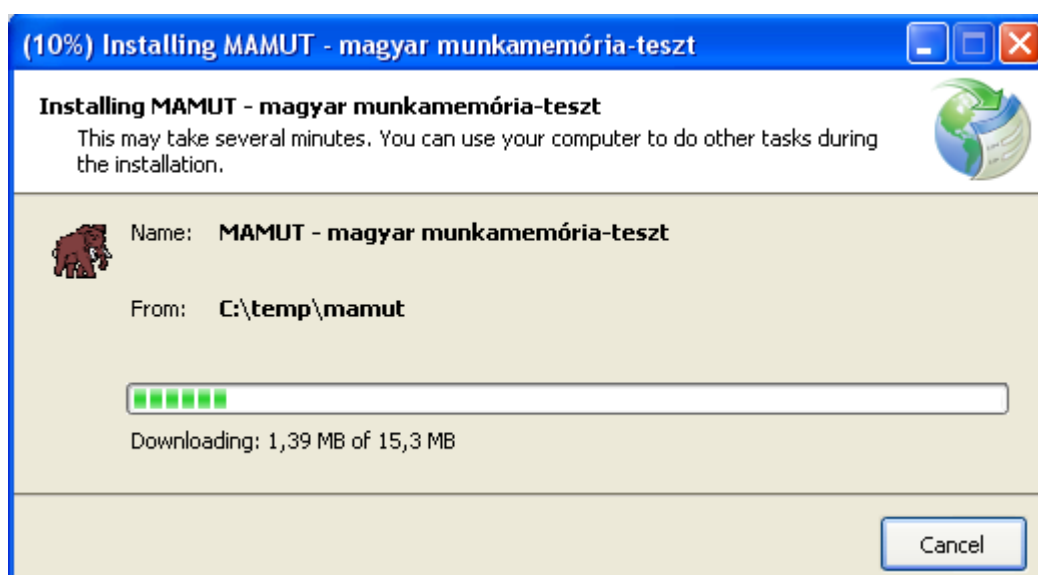 (10%) Installing MAMUT - magyar munkamemória-teszt
Installing MAMUT - magyar munkamemória-teszt
This may take several minutes. You can use your computer to do other tasks during
the installation.
Name: MAMUT - magyar munkamemória-teszt
From: C:\temp\mamut
Downloading: 1,39 MB of 15,3 MB
Cancel